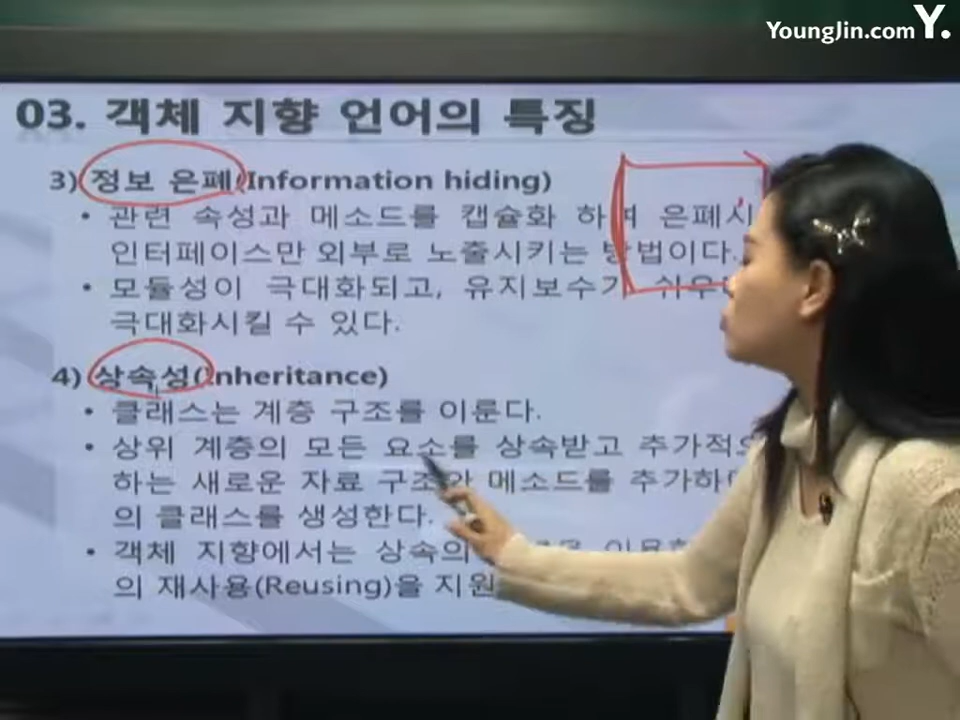 YoungJin.com Y.
03. 객체 지향 언어의 특징
3) 정보 은폐(Information hiding)
• 관련 속성과 메소드를 캡슐화 하여 은폐시
인터페이스만 외부로 노출시키는 방법이다.
• 모듈성이 극대화되고, 유지보수가 쉬우
극대화시킬 수 있다.
4) 상속성(Inheritance)
• 클래스는 계층 구조를 이룬다.
• 상위 계층의 모든 요소를 상속받고 추가적으
하는 새로운 자료 구조와 메소드를 추가하
의 클래스를 생성한다.
• 객체 지향에서는 상속의 이용
의 재사용(Reusing)을 지원